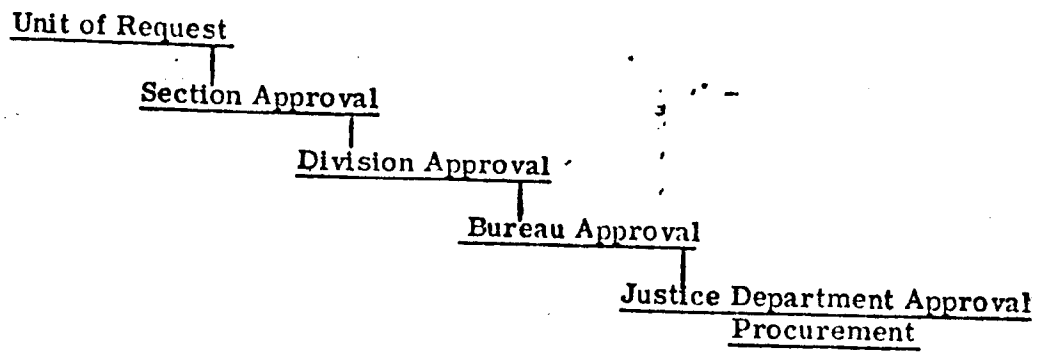 Unit of Request
Section Approval
Division Approval
Bureau Approval
Justice Department Approval
Procurement